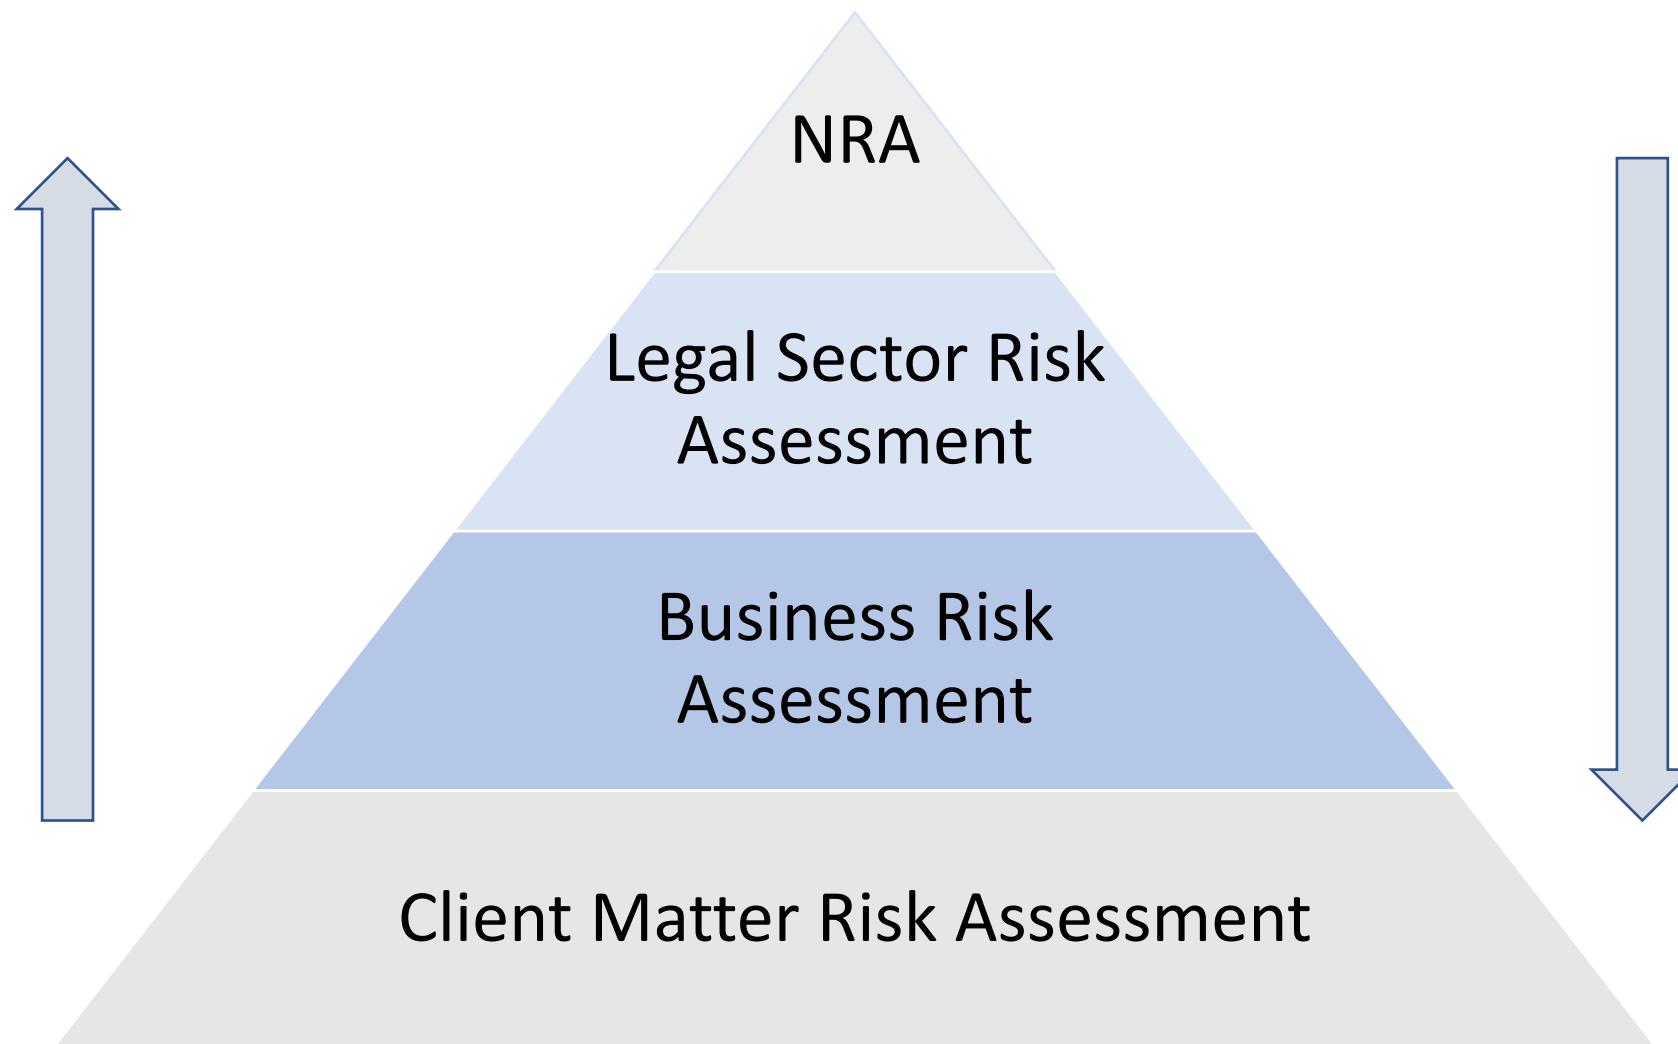 NRA
Legal Sector Risk
Assessment
Business Risk
Assessment
Client Matter Risk Assessment